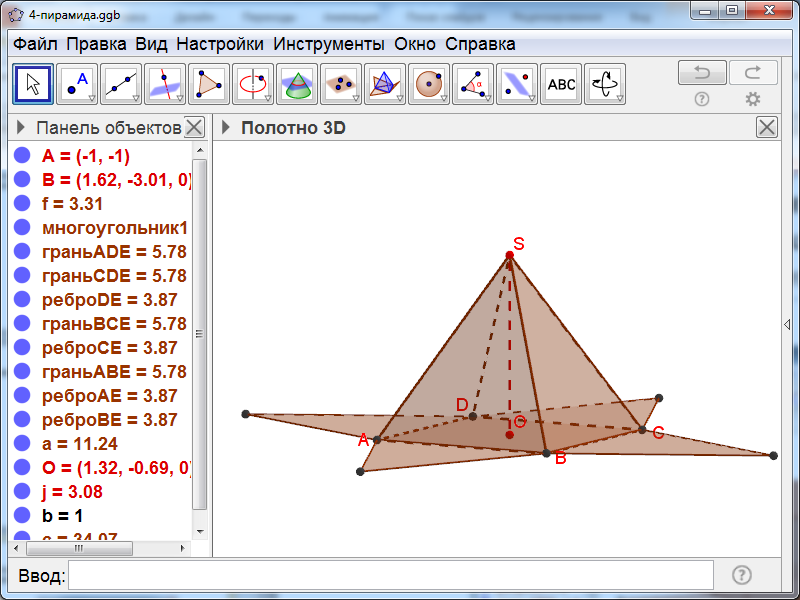 4-пирамида.ggb
Файл Правка Вид Настройки Инструменты Окно Справка
A
α
ABC
Панель объектов
Полотно 3D
A = (-1, -1)
B = (1.62, -3.01, 0)
f = 3.31
многоугольник1
граньADE = 5.78
граньCDE = 5.78
реброDE = 3.87
граньBCE = 5.78
реброCE = 3.87
граньABE = 5.78
реброAE = 3.87
реброBE = 3.87
a = 11.24
O = (1.32, -0.69, 0)
j = 3.08
b = 1
c = 34.07
S
D
O
A
C
B
Ввод: